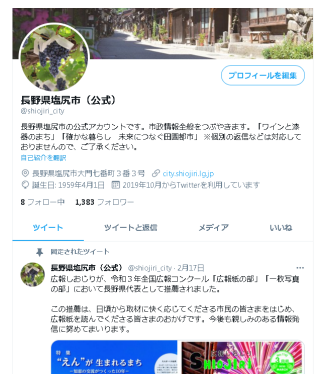 プロフィールを編集
長野県塩尻市（公式）
@shiojiri_city
長野県塩尻市の公式アカウントです。市政情報全般をつぶやきます。「ワインと漆
器のまち」「確かな暮らし　未来につなぐ田園都市」 ※個別の返信などは対応して
おりませんので、ご了承ください。
自己紹介を翻訳
長野県塩尻市大門七番町３番３号 city.shiojiri.lg.jp
誕生日: 1959年4月1日 2019年10月からTwitterを利用しています
8 フォロー中 1,383 フォロワー
ツイート ツイートと返信 メディア いいね
固定されたツイート
長野県塩尻市（公式） @shiojiri_city · 2月17日
広報しおじりが、令和３年全国広報コンクール「広報紙の部」「一枚写真
の部」において長野県代表として推薦されました。
この推薦は、日頃から取材に快く応じてくださる市民の皆さまをはじめ、
広報紙を読んでくださる皆さまのおかげです。今後も親しみのある情報発
信に努めてまいります。
特集
“えん”が生まれるまち
SHIOJIRI